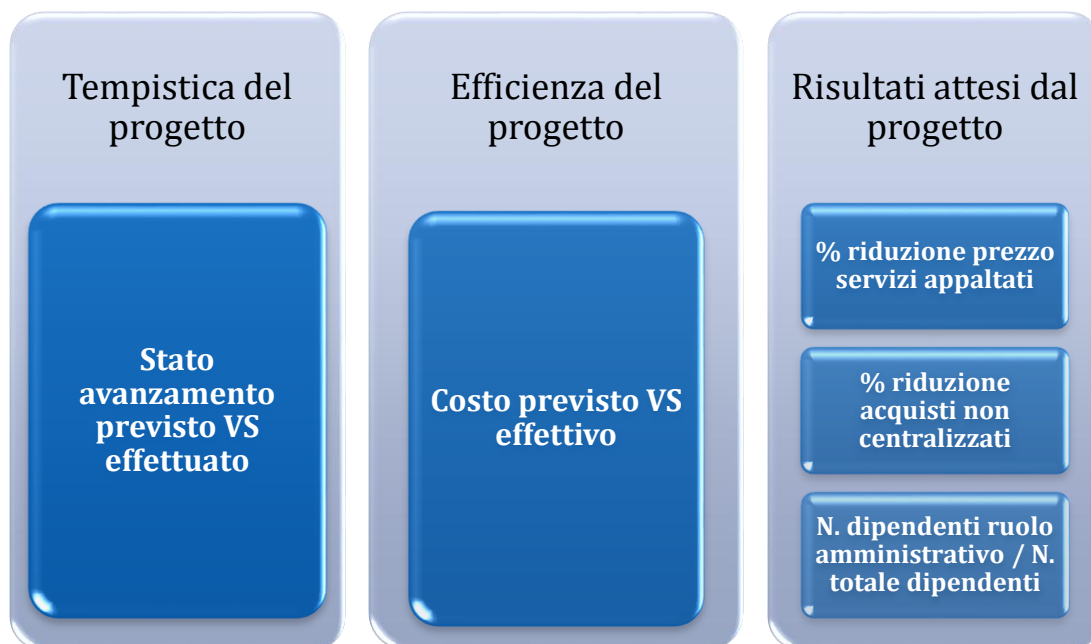 Tempistica del
progetto
Stato
avanzamento
previsto VS
effettuato
Efficienza del
progetto
Costo previsto VS
effettivo
Risultati attesi dal
progetto
% riduzione prezzo
servizi appaltati
% riduzione
acquisti non
centralizzati
N. dipendenti ruolo
amministrativo / N.
totale dipendenti